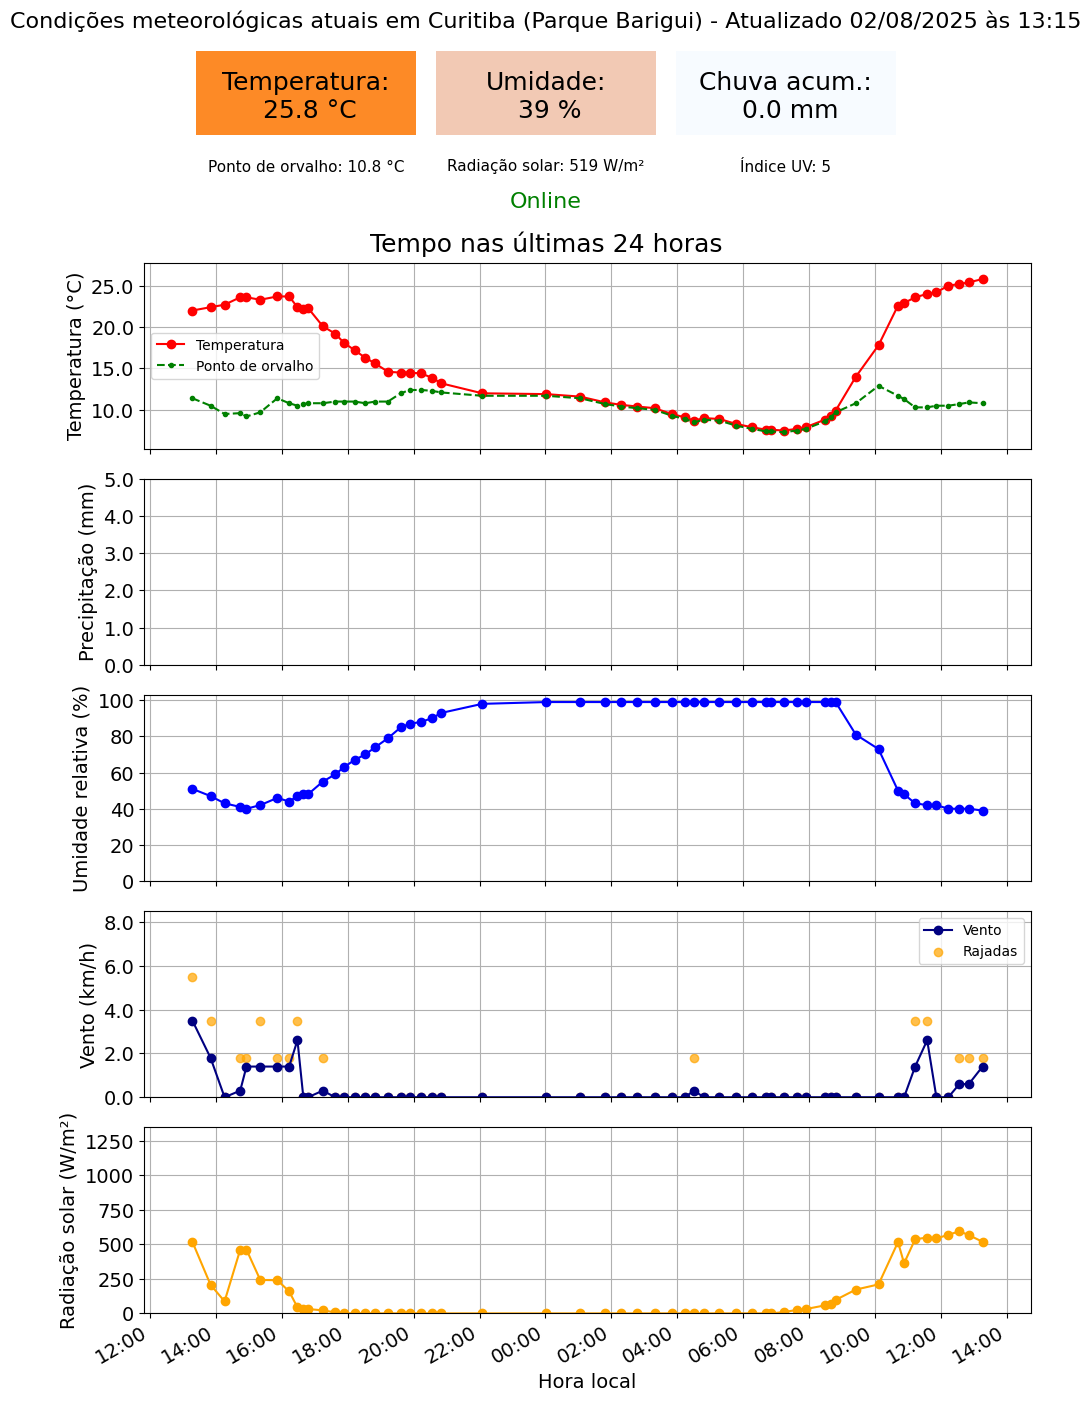 Condições meteorológicas atuais em Curitiba (Parque Barigui) - Atualizado 02/08/2025 às 13:15
Temperatura:
25.8 °C
Umidade:
39 %
Chuva acum.:
0.0 mm
Ponto de orvalho: 10.8 °C
Radiação solar: 519 W/m²
Índice UV: 5
Online
Tempo nas últimas 24 horas
Temperatura (°C)
25.0
20.0
15.0
10.0
Temperatura
Ponto de orvalho
Precipitação (mm)
5.0
4.0
3.0
2.0
1.0
0.0
Umidade relativa (%)
100
80
60
40
20
0
Vento (km/h)
8.0
6.0
4.0
2.0
0.0
Vento
Rajadas
Radiação solar (W/m²)
1250
1000
750
500
250
0
12:00
14:00
16:00
18:00
20:00
22:00
00:00
02:00
04:00
06:00
08:00
10:00
12:00
14:00
Hora local